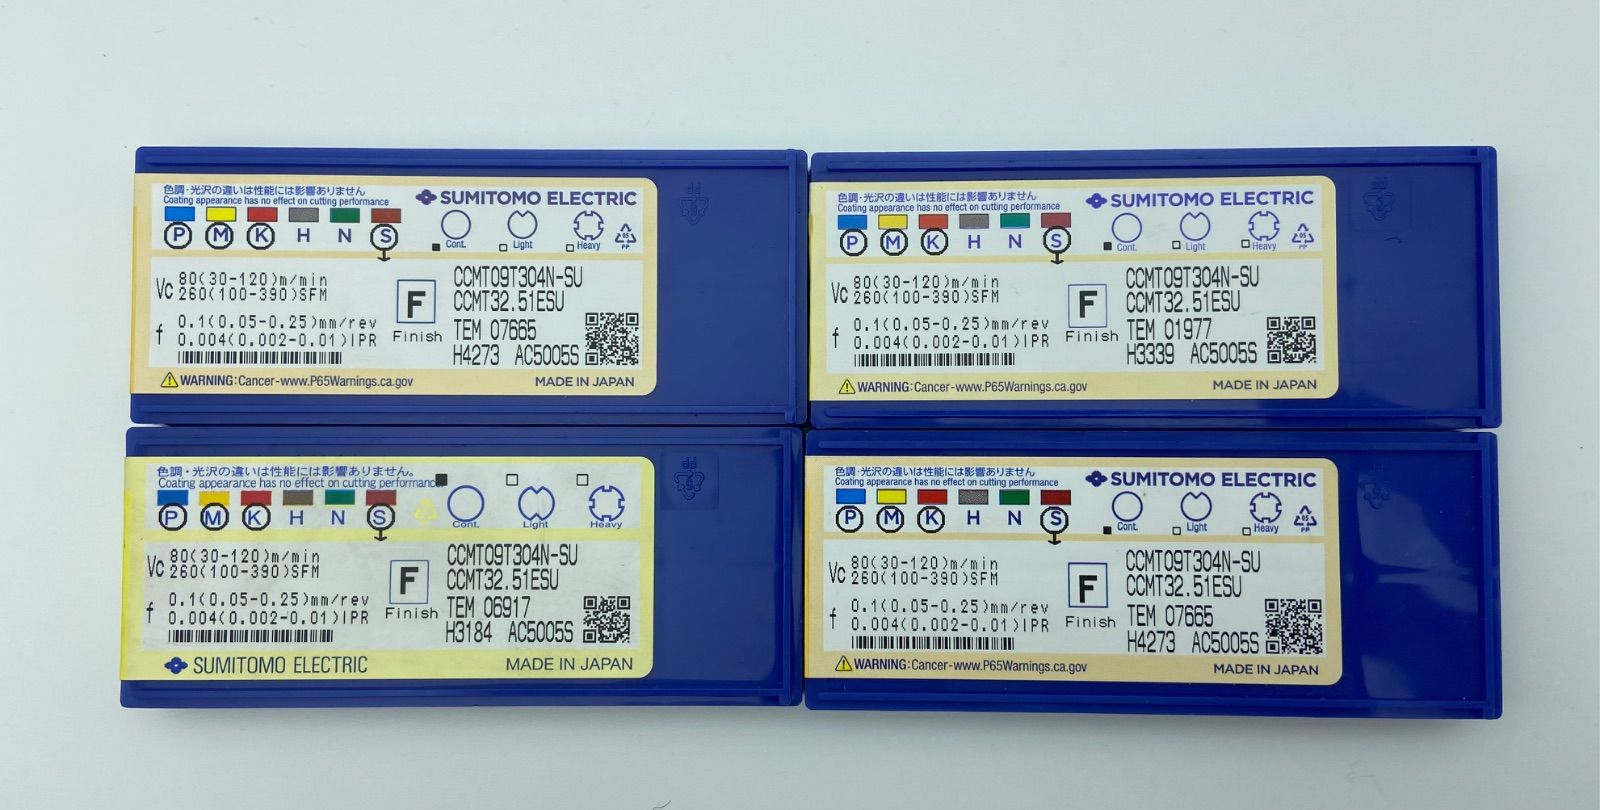 色調・光沢の違いは性能には影響ありません
Coating appearance has no effect on cutting performance
SUMITOMO ELECTRIC
P M K H N S
Cont. Light Heavy
05
PP
Vc 80(30-120)m/min
260(100-390)SFM
f 0.1(0.05-0.25)mm/rev
0.004(0.002-0.01)IPR
F
Finish
CCMT09T304N-SU
CCMT32.51ESU
TEM 07665
H4273 AC5005S
WARNING:Cancer-www.P65Warnings.ca.gov
MADE IN JAPAN
PP
色調・光沢の違いは性能には影響ありません
Coating appearance has no effect on cutting performance
SUMITOMO ELECTRIC
P M K H N S
Cont. Light Heavy
05
PP
Vc 80(30-120)m/min
260(100-390)SFM
f 0.1(0.05-0.25)mm/rev
0.004(0.002-0.01)IPR
F
Finish
CCMT09T304N-SU
CCMT32.51ESU
TEM 01977
H3339 AC5005S
WARNING:Cancer-www.P65Warnings.ca.gov
MADE IN JAPAN
PP
色調・光沢の違いは性能には影響ありません。
Coating appearance has no effect on cutting performance.
P M K H N S
Cont. Light Heavy
Vc 80(30-120)m/min
260(100-390)SFM
f 0.1(0.05-0.25)mm/rev
0.004(0.002-0.01)IPR
F
Finish
CCMT09T304N-SU
CCMT32.51ESU
TEM 06917
H3184 AC5005S
SUMITOMO ELECTRIC
MADE IN JAPAN
PP
色調・光沢の違いは性能には影響ありません
Coating appearance has no effect on cutting performance
SUMITOMO ELECTRIC
P M K H N S
Cont. Light Heavy
05
PP
Vc 80(30-120)m/min
260(100-390)SFM
f 0.1(0.05-0.25)mm/rev
0.004(0.002-0.01)IPR
F
Finish
CCMT09T304N-SU
CCMT32.51ESU
TEM 07665
H4273 AC5005S
WARNING:Cancer-www.P65Warnings.ca.gov
MADE IN JAPAN